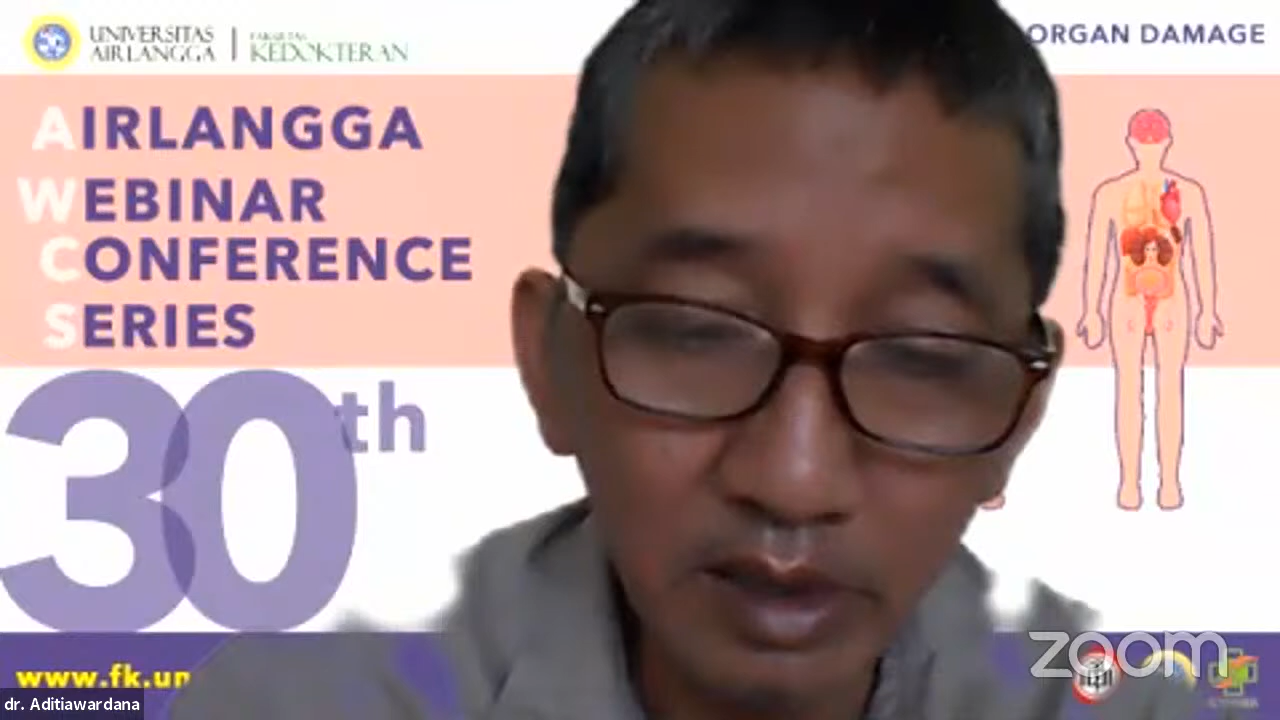 UNIVERSITAS
AIRLANGGA
FAKULTAS
KEDOKTERAN
ORGAN DAMAGE
AIRLANGGA
WEBINAR
CONFERENCE
SERIES
30th
www.fk.un
zoom
dr. Aditiawardana